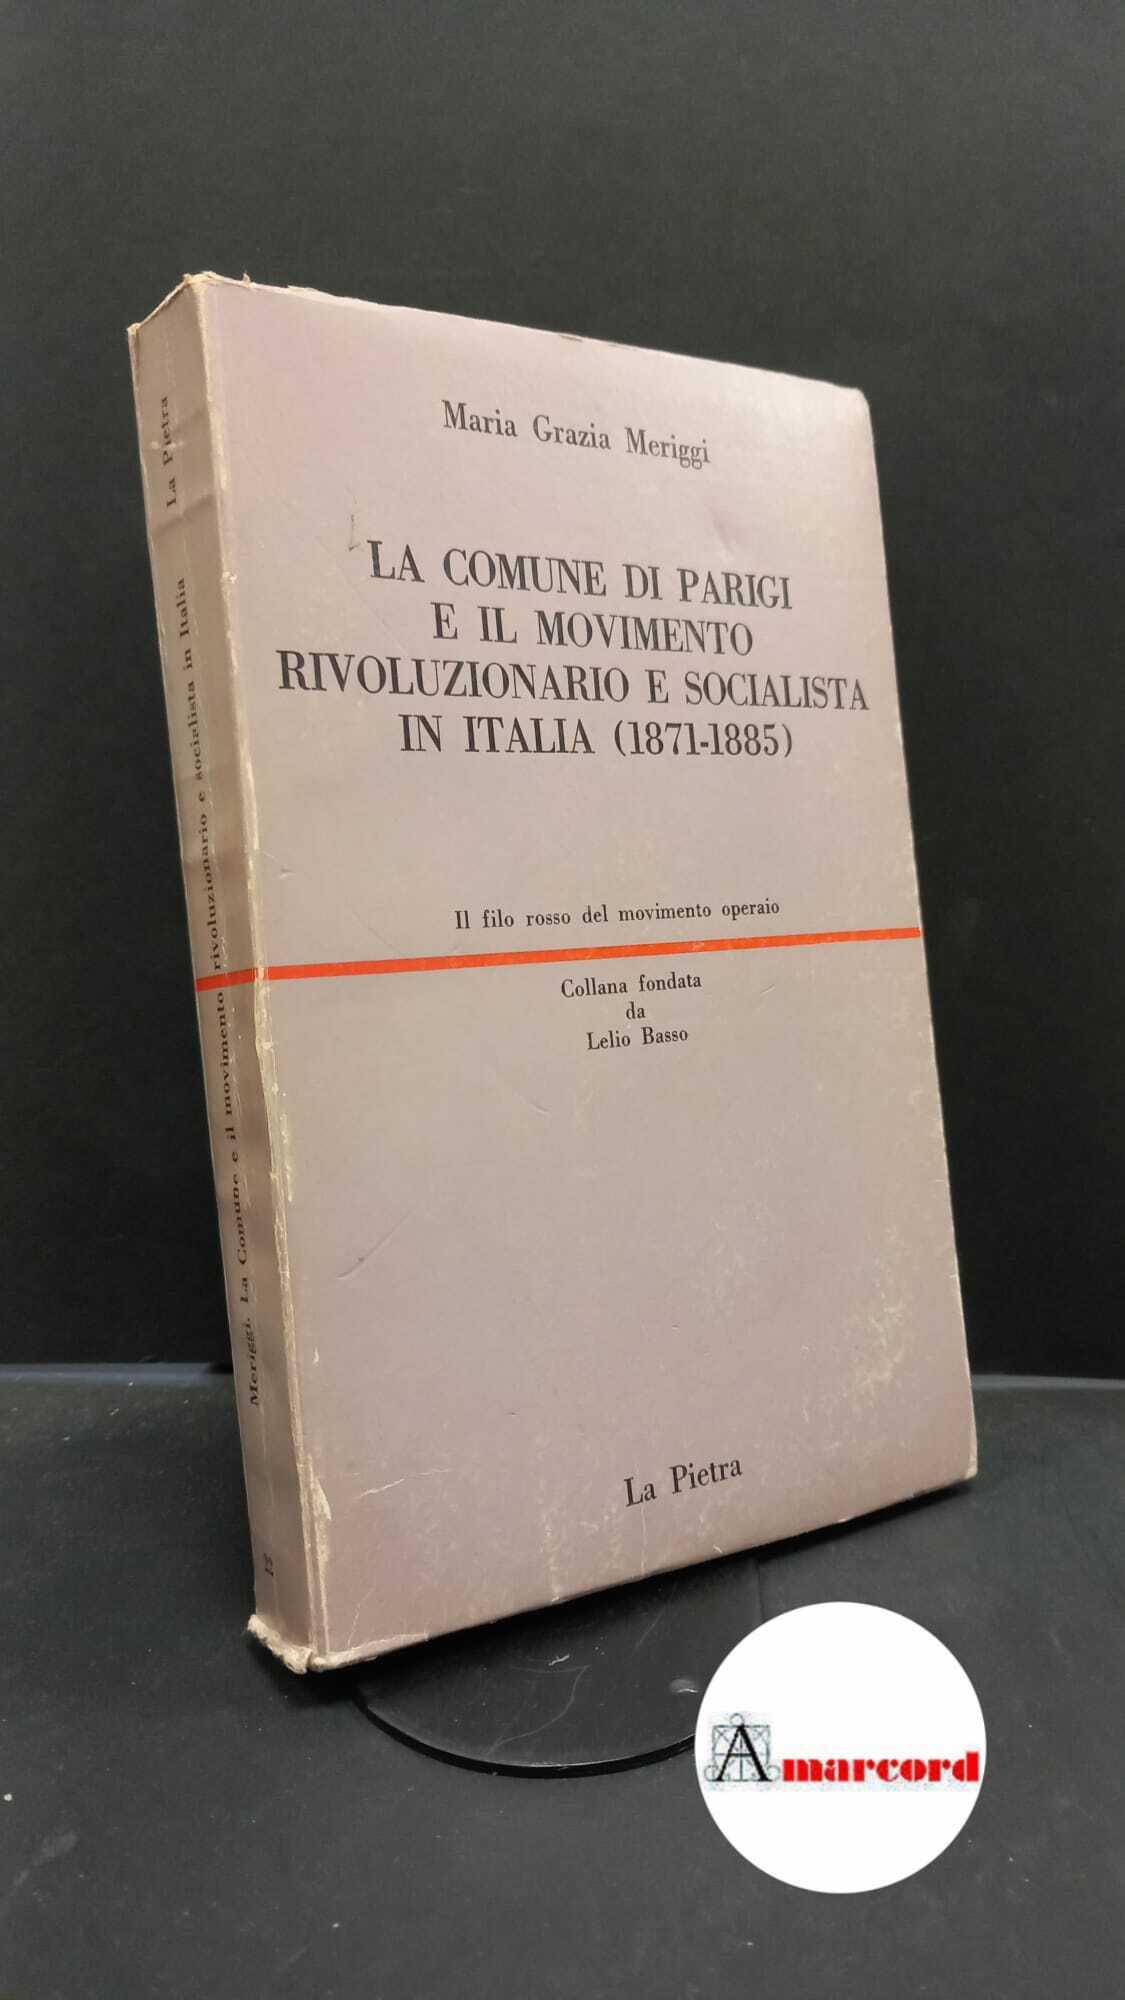 Maria Grazia Meriggi
LA COMUNE DI PARIGI
E IL MOVIMENTO
RIVOLUZIONARIO E SOCIALISTA
IN ITALIA (1871-1885)
Il filo rosso del movimento operaio
Collana fondata
da
Lelio Basso
La Pietra
Meriggi. La Comune e il movimento rivoluzionario e socialista in Italia La Pietra
Amarcord